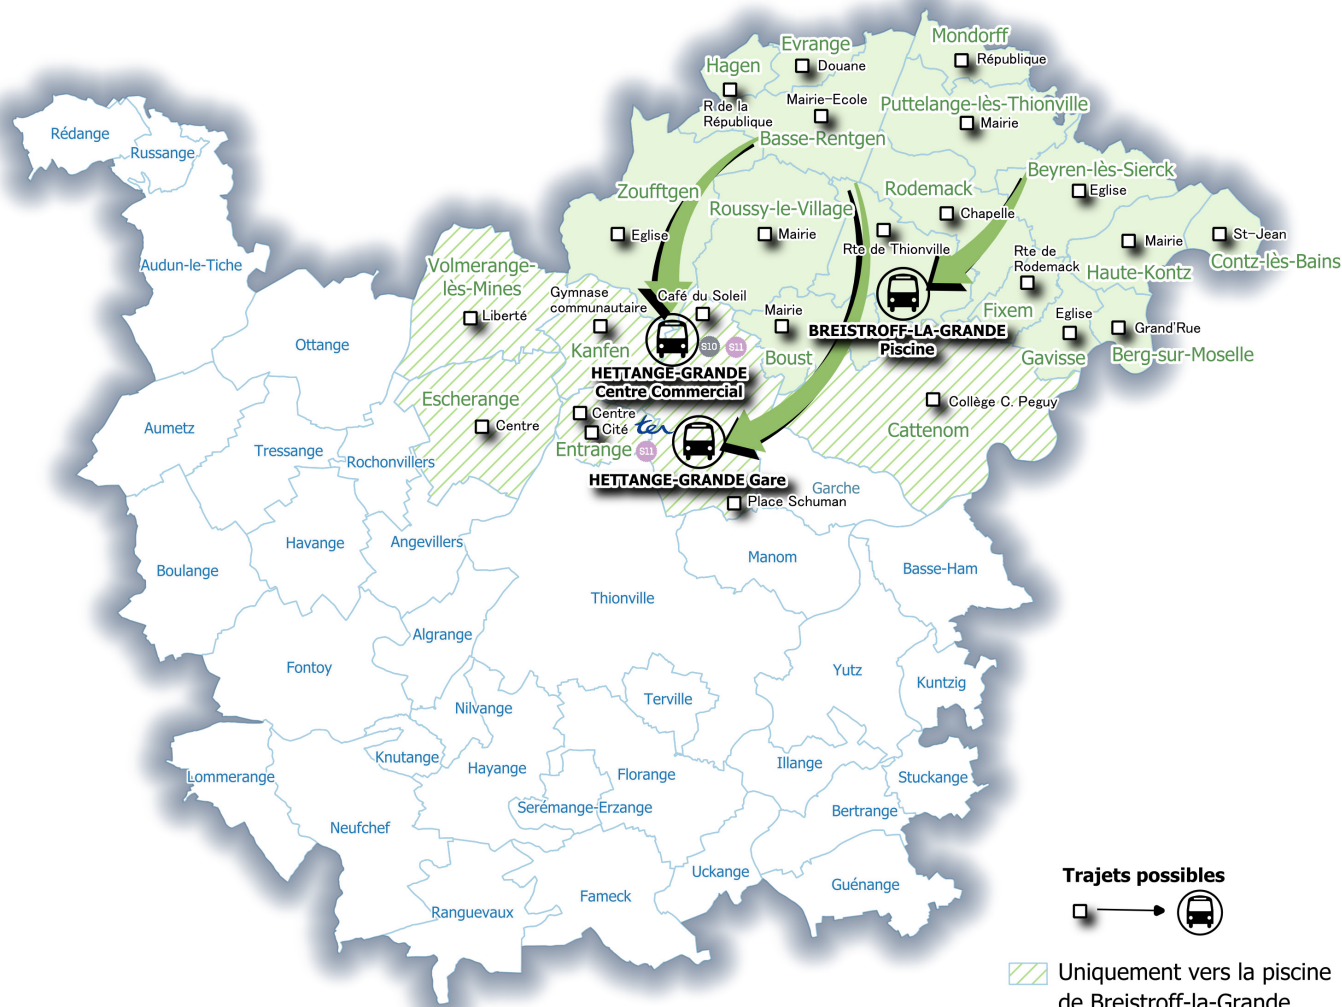 Mondorff
République
Evrange
Douane
Hagen
R de la
République
Mairie-Ecole
Basse-Rentgen
Puttelange-lès-Thionville
Mairie
Rédange
Russange
Beyren-lès-Sierck
Eglise
Zoufftgen
Eglise
Roussy-le-Village
Mairie
Rodemack
Chapelle
Rte de Thionville
Rte de
Rodemack
Mairie
Haute-Kontz
St-Jean
Contz-lès-Bains
Audun-le-Tiche
Volmerange-
lès-Mines
Liberté
Gymnase
communautaire
Kanfen
Café du Soleil
S10
S11
HETTANGE-GRANDE
Centre Commercial
Mairie
Boust
BREISTROFF-LA-GRANDE
Piscine
Fixem
Eglise
Gavisse
Grand'Rue
Berg-sur-Moselle
Ottange
Escherange
Centre
Centre
Cité
Entrange
ter
S11
HETTANGE-GRANDE Gare
Place Schuman
Collège C. Peguy
Cattenom
Garche
Aumetz
Tressange
Rochonvillers
Boulange
Havange
Angevillers
Manom
Basse-Ham
Thionville
Algrange
Fontoy
Yutz
Kuntzig
Terville
Nilvange
Knutange
Hayange
Florange
Illange
Stuckange
Lommerange
Serémange-Erzange
Bertrange
Neufchef
Uckange
Guénange
Fameck
Ranguevaux
Trajets possibles
Uniquement vers la piscine
de Breistroff-la-Grande